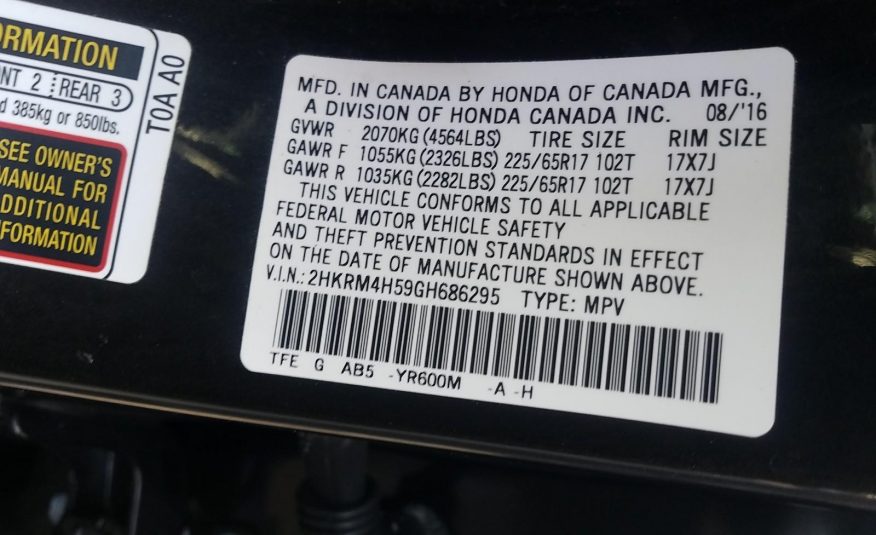 RMATION
NT 2 REAR 3
385kg or 850lbs.
SEE OWNER'S
MANUAL FOR
DDITIONAL
FORMATION
T0A A0
MFD. IN CANADA BY HONDA OF CANADA MFG.,
A DIVISION OF HONDA CANADA INC. 08/'16
GVWR 2070KG (4564LBS) TIRE SIZE RIM SIZE
GAWR F 1055KG (2326LBS) 225/65R17 102T 17X7J
GAWR R 1035KG (2282LBS) 225/65R17 102T 17X7J
THIS VEHICLE CONFORMS TO ALL APPLICABLE
FEDERAL MOTOR VEHICLE SAFETY
AND THEFT PREVENTION STANDARDS IN EFFECT
ON THE DATE OF MANUFACTURE SHOWN ABOVE.
V.I.N.: 2HKRM4H59GH686295 TYPE: MPV
TFE G AB5 -YR600M -A -H